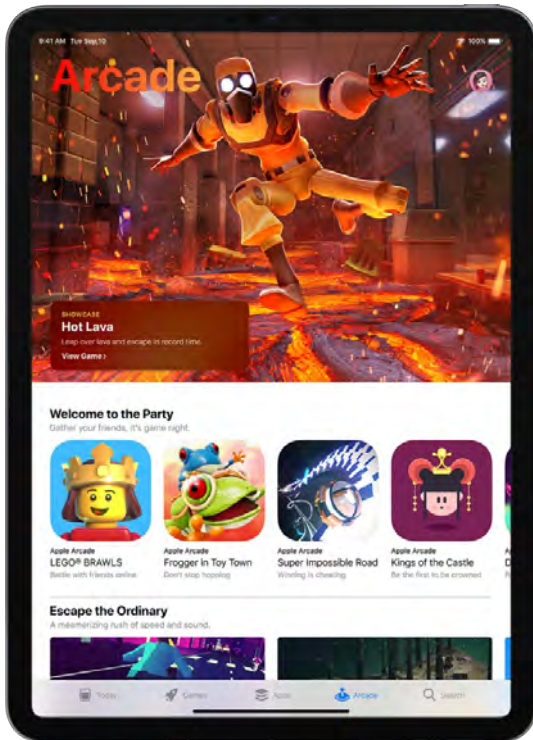 9:41 AM Tue Sep 10
100%
Arcade
SHOWCASE
Hot Lava
Leap over lava and escape in record time.
View Game ›
Welcome to the Party
Gather your friends, it's game night.
Apple Arcade
LEGO® BRAWLS
Battle with friends online
Apple Arcade
Frogger in Toy Town
Don't stop hopping
Apple Arcade
Super Impossible Road
Winning is cheating
Apple Arcade
Kings of the Castle
Be the first to be crowned
Escape the Ordinary
A mesmerizing rush of speed and sound.
Today
Games
Apps
Arcade
Search